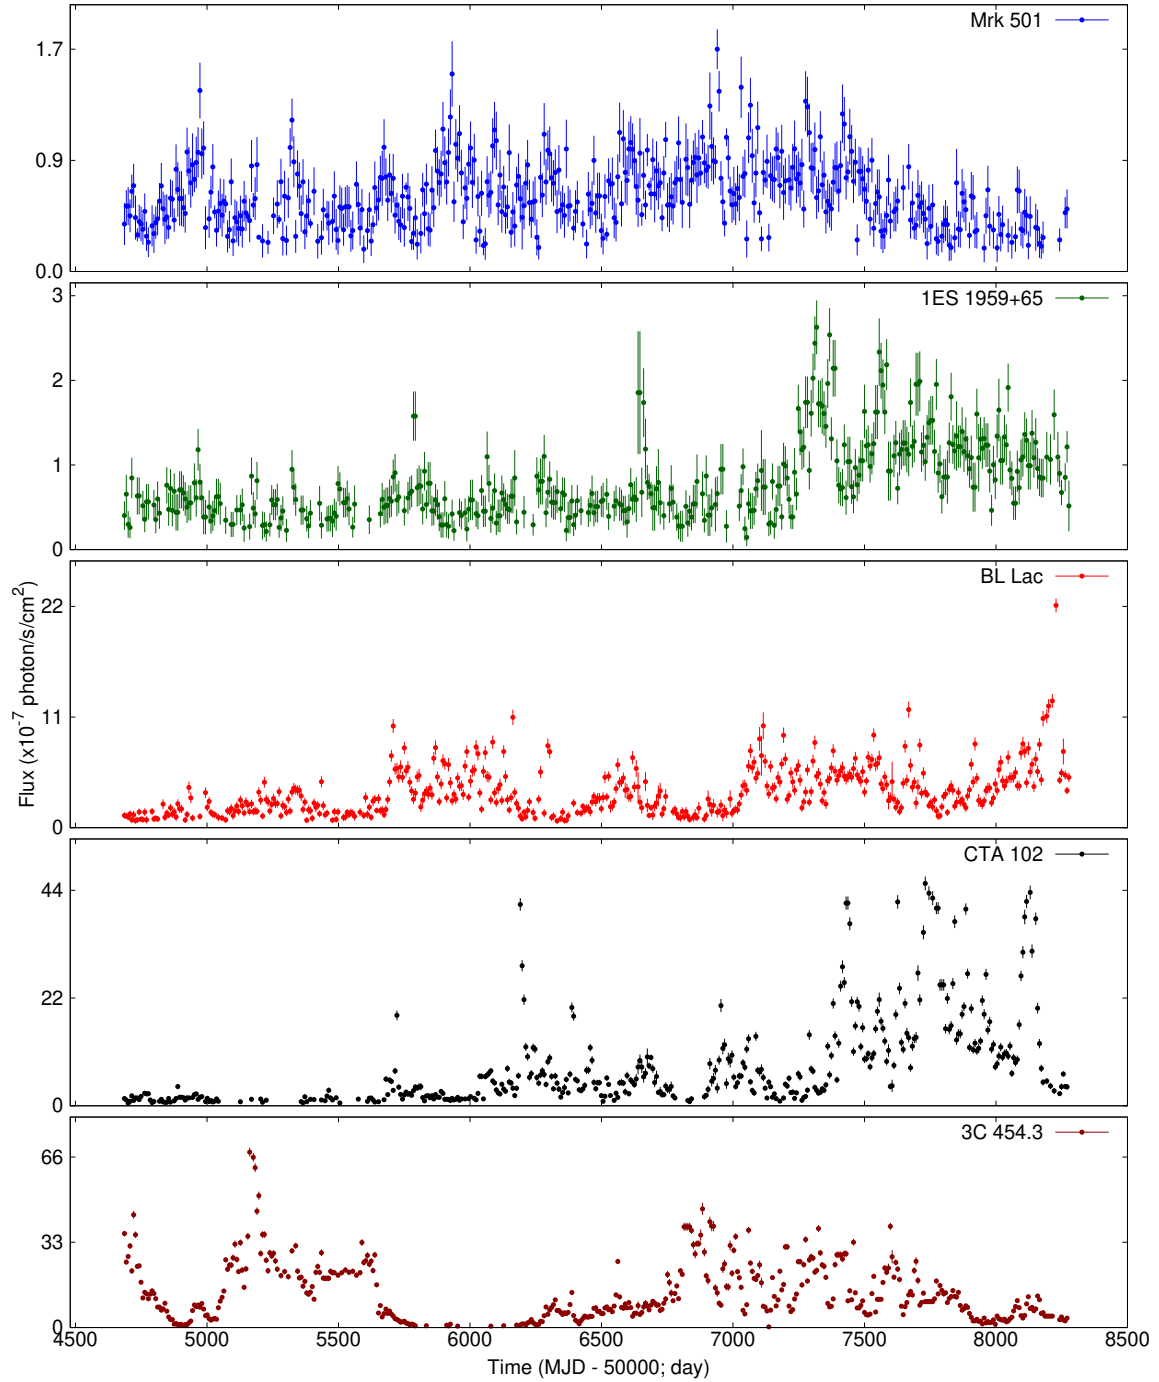 Mrk 501
1.7
0.9
0.0
1ES 1959+65
3
2
1
0
BL Lac
22
11
0
Flux (x10⁻⁷ photon/s/cm²)
CTA 102
44
22
0
3C 454.3
66
33
0
4500 5000 5500 6000 6500 7000 7500 8000 8500
Time (MJD - 50000; day)